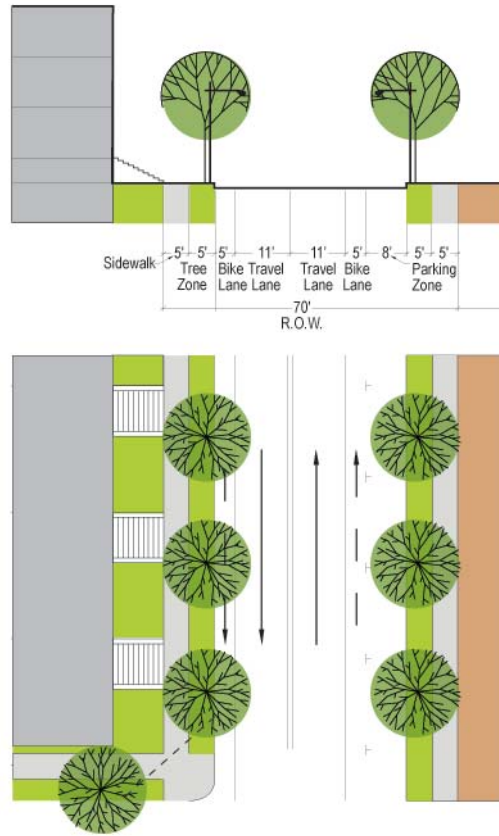 5' 5' 5' 11' 11' 5' 8' 5' 5'
Sidewalk Tree Bike Travel Travel Bike Parking
Zone Lane Lane Lane Lane Zone
70'
R.O.W.